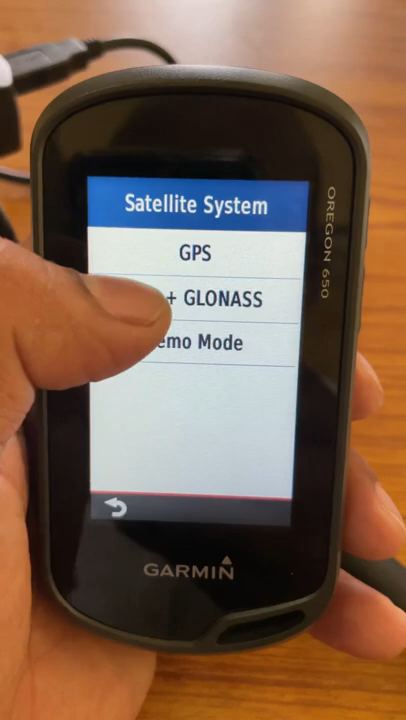 Satellite System
GPS
+ GLONASS
emo Mode
OREGON 650
GARMIN